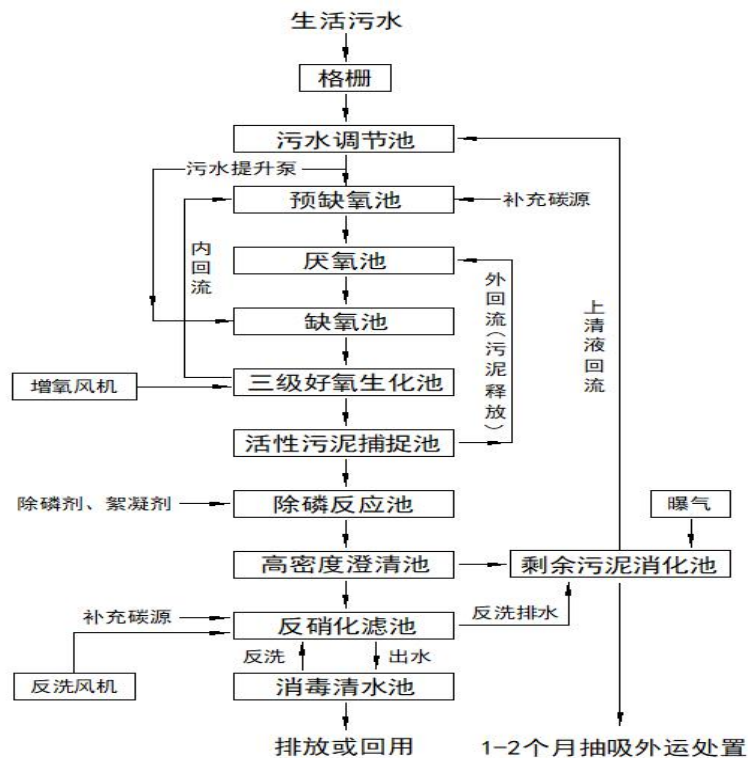 生活污水
格栅
污水调节池
污水提升泵
预缺氧池
补充碳源
内回流
厌氧池
外回流(污泥释放)
上清液回流
缺氧池
增氧风机
三级好氧生化池
活性污泥捕捉池
除磷剂、絮凝剂
除磷反应池
曝气
高密度澄清池
剩余污泥消化池
补充碳源
反硝化滤池
反洗排水
反洗风机
反洗
出水
消毒清水池
排放或回用
1-2个月抽吸外运处置